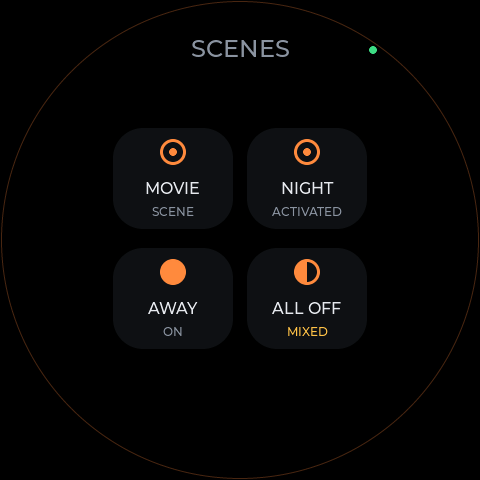 SCENES
MOVIE
SCENE
NIGHT
ACTIVATED
AWAY
ON
ALL OFF
MIXED